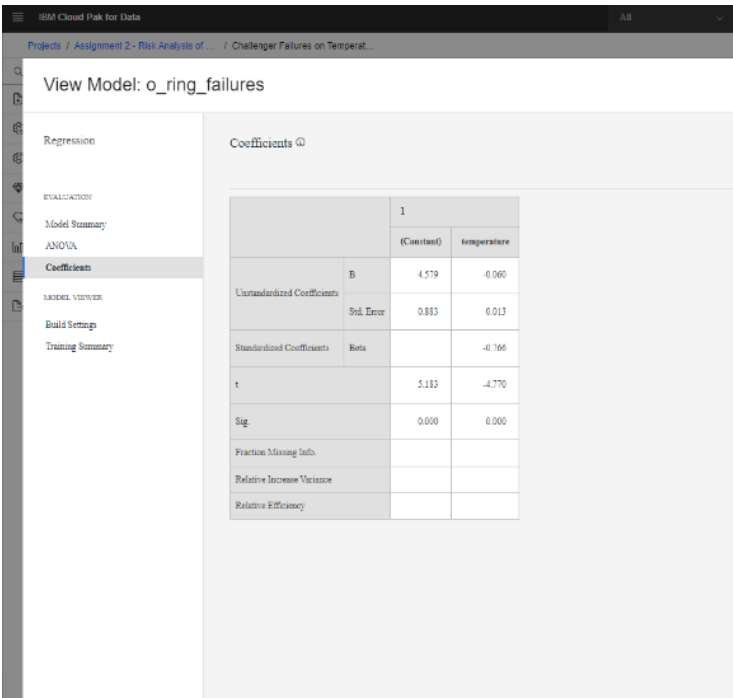 IBM Cloud Pak for Data
All
Projects / Assignment 2 - Risk Analysis of ... / Challenger Failures on Temperat...
View Model: o_ring_failures
Regression
EVALUATION
Model Summary
ANOVA
Coefficients
MODEL VIEWER
Build Settings
Training Summary
Coefficients
1
(Constant) temperature
Unstandardized Coefficients B 4.579 -0.060
Std. Error 0.883 0.013
Standardized Coefficients Beta -0.766
t 5.183 -4.770
Sig. 0.000 0.000
Fraction Missing Info.
Relative Increase Variance
Relative Efficiency